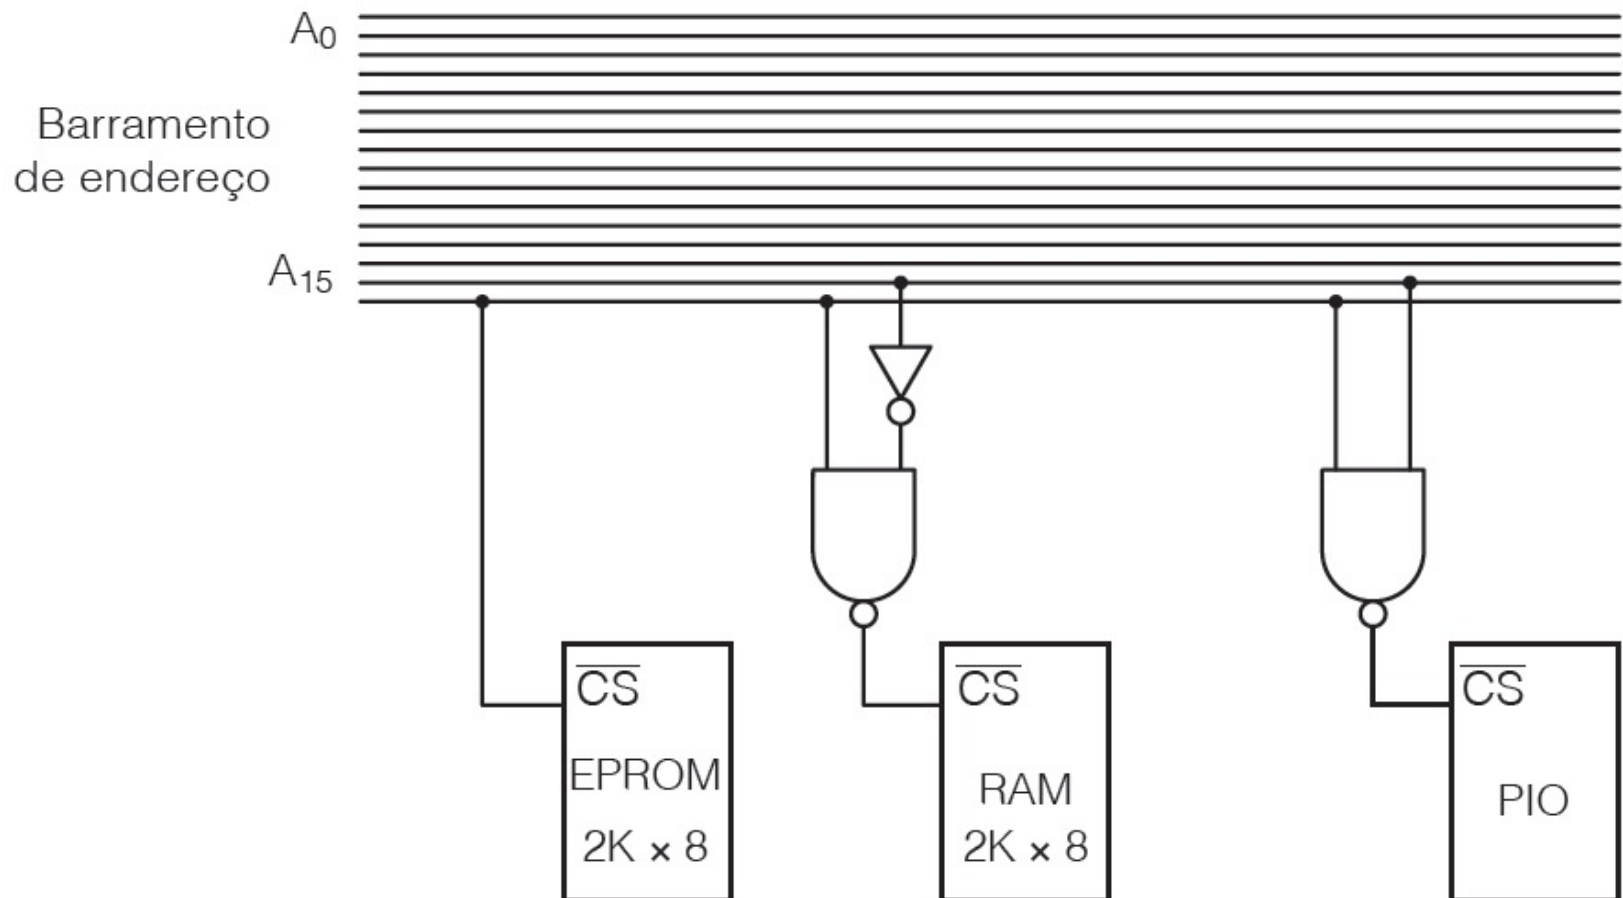 A0
Barramento
de endereço
A15
CS
EPROM
2K × 8
CS
RAM
2K × 8
CS
PIO